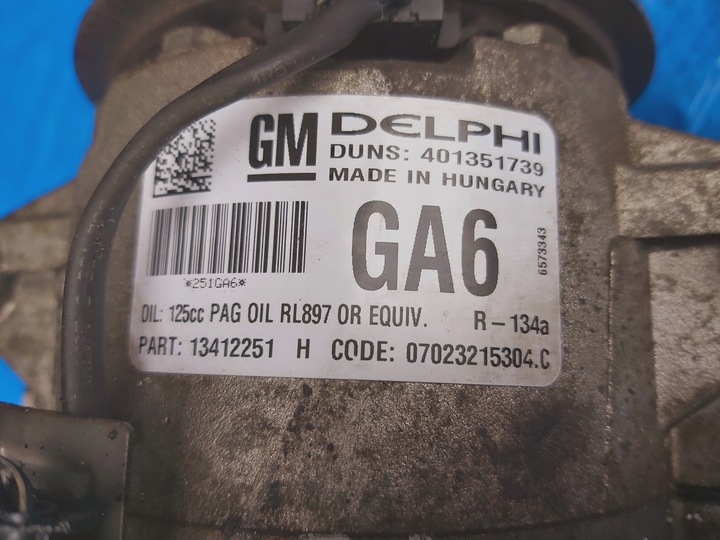 GM DELPHI
DUNS: 401351739
MADE IN HUNGARY
GA6
6573343
*251GA6*
OIL: 125cc PAG OIL RL897 OR EQUIV. R-134a
PART: 13412251 H CODE: 07023215304.C